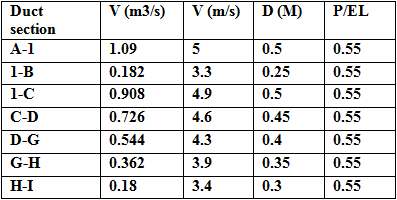 Duct section V (m3/s) V (m/s) D (M) P/EL
A-1 1.09 5 0.5 0.55
1-B 0.182 3.3 0.25 0.55
1-C 0.908 4.9 0.5 0.55
C-D 0.726 4.6 0.45 0.55
D-G 0.544 4.3 0.4 0.55
G-H 0.362 3.9 0.35 0.55
H-I 0.18 3.4 0.3 0.55